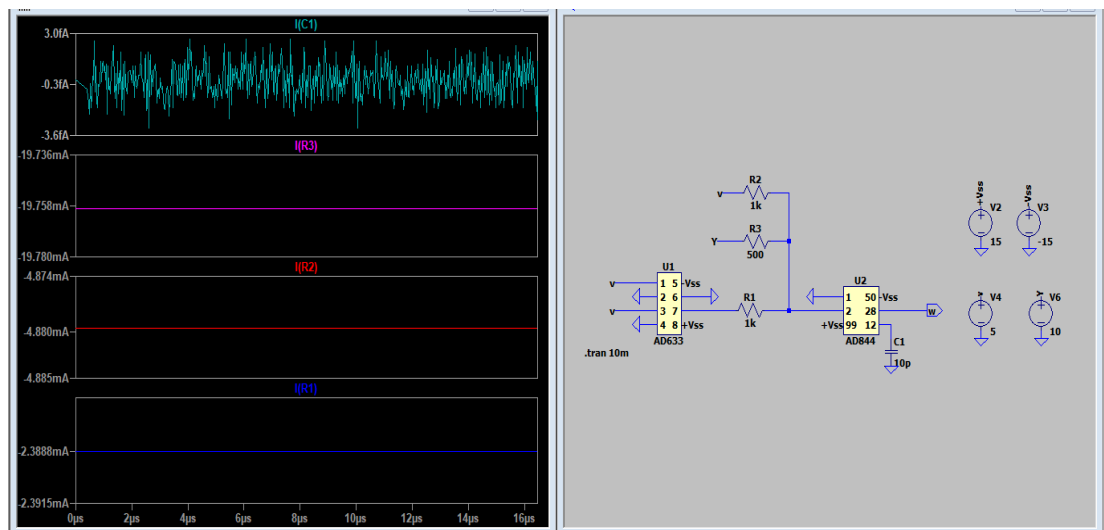 I(C1)
3.0fA
-0.3fA
-3.6fA
I(R3)
-19.736mA
-19.758mA
-19.780mA
I(R2)
-4.874mA
-4.880mA
-4.885mA
I(R1)
-2.3888mA
-2.3915mA
0µs 2µs 4µs 6µs 8µs 10µs 12µs 14µs 16µs
R2
v
1k
R3
Y
500
U1
v 1 5 -Vss
2 6
v 3 7
4 8 +Vss
AD633
R1
1k
U2
1 50 -Vss
2 28 w
+Vss 99 12
AD844
C1
10p
.tran 10m
+Vss V2
15
-Vss V3
-15
v V4
5
Y V6
10